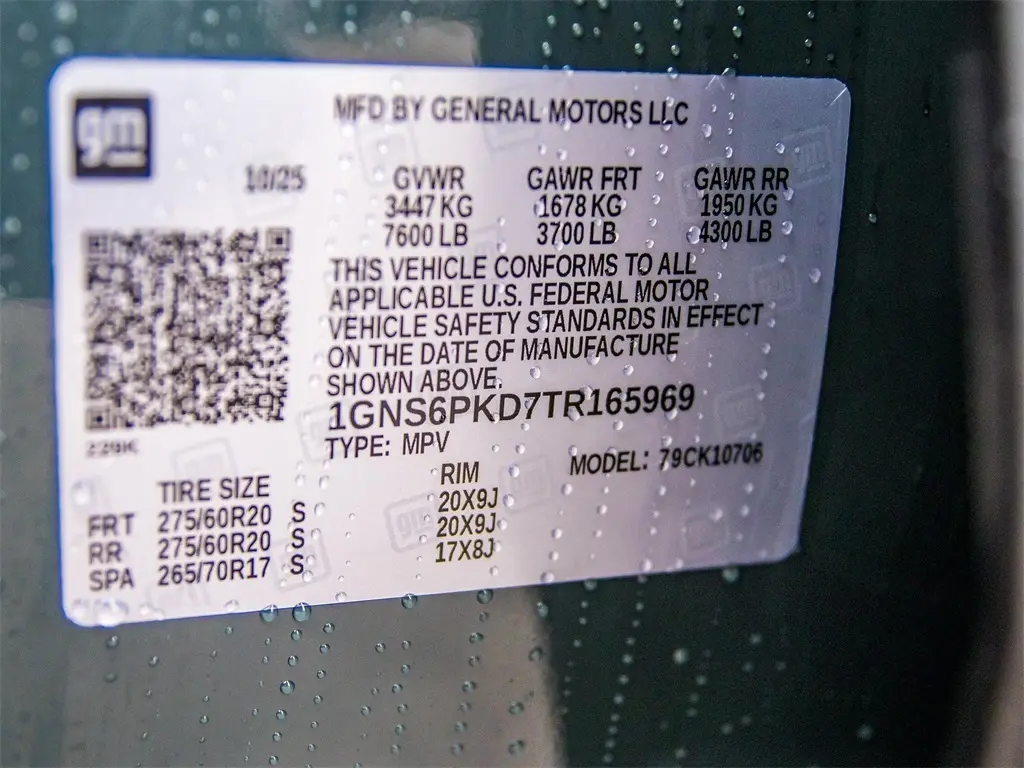 gm
MFD BY GENERAL MOTORS LLC
10/25 GVWR GAWR FRT GAWR RR
3447 KG 1678 KG 1950 KG
7600 LB 3700 LB 4300 LB
THIS VEHICLE CONFORMS TO ALL
APPLICABLE U.S. FEDERAL MOTOR
VEHICLE SAFETY STANDARDS IN EFFECT
ON THE DATE OF MANUFACTURE
SHOWN ABOVE.
1GNS6PKD7TR165969
TYPE: MPV
MODEL: 79CK10706
TIRE SIZE RIM
FRT 275/60R20 S 20X9J
RR 275/60R20 S 20X9J
SPA 265/70R17 S 17X8J